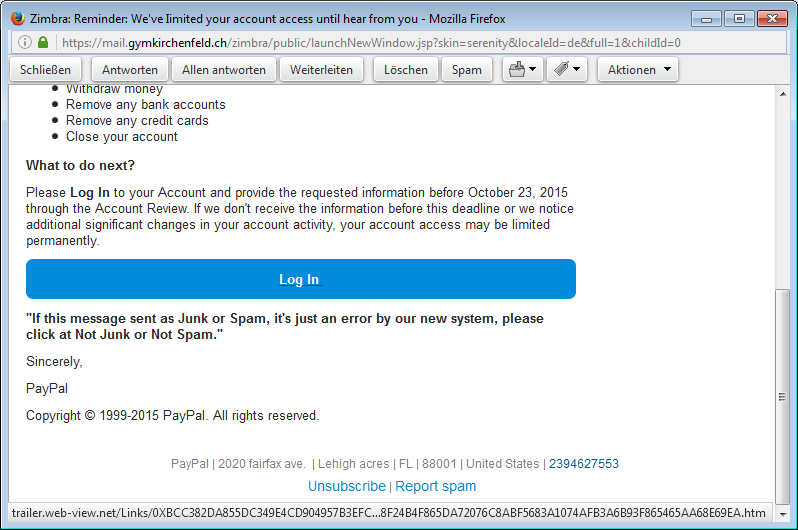 Zimbra: Reminder: We've limited your account access until hear from you - Mozilla Firefox
https://mail.gymkirchenfeld.ch/zimbra/public/launchNewWindow.jsp?skin=serenity&localeId=de&full=1&childId=0
Schließen Antworten Allen antworten Weiterleiten Löschen Spam Aktionen
Withdraw money
Remove any bank accounts
Remove any credit cards
Close your account
What to do next?
Please Log In to your Account and provide the requested information before October 23, 2015
through the Account Review. If we don't receive the information before this deadline or we notice
additional significant changes in your account activity, your account access may be limited
permanently.
Log In
"If this message sent as Junk or Spam, it's just an error by our new system, please
click at Not Junk or Not Spam."
Sincerely,
PayPal
Copyright © 1999-2015 PayPal. All rights reserved.
PayPal | 2020 fairfax ave. | Lehigh acres | FL | 88001 | United States | 2394627553
Unsubscribe | Report spam
trailer.web-view.net/Links/0XBCC382DA855DC349E4CD904957B3EFC...8F24B4F865DA72076C8ABF5683A1074AFB3A6B93F865465AA68E69EA.htm